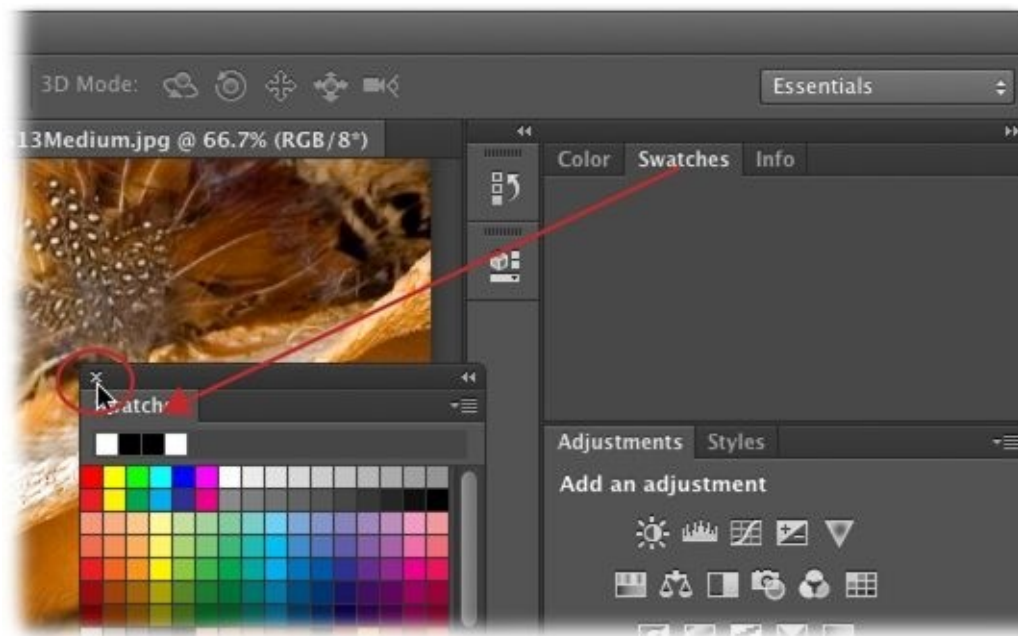 3D Mode:
Essentials
13Medium.jpg @ 66.7% (RGB/8*)
Color Swatches Info
Adjustments Styles
Add an adjustment